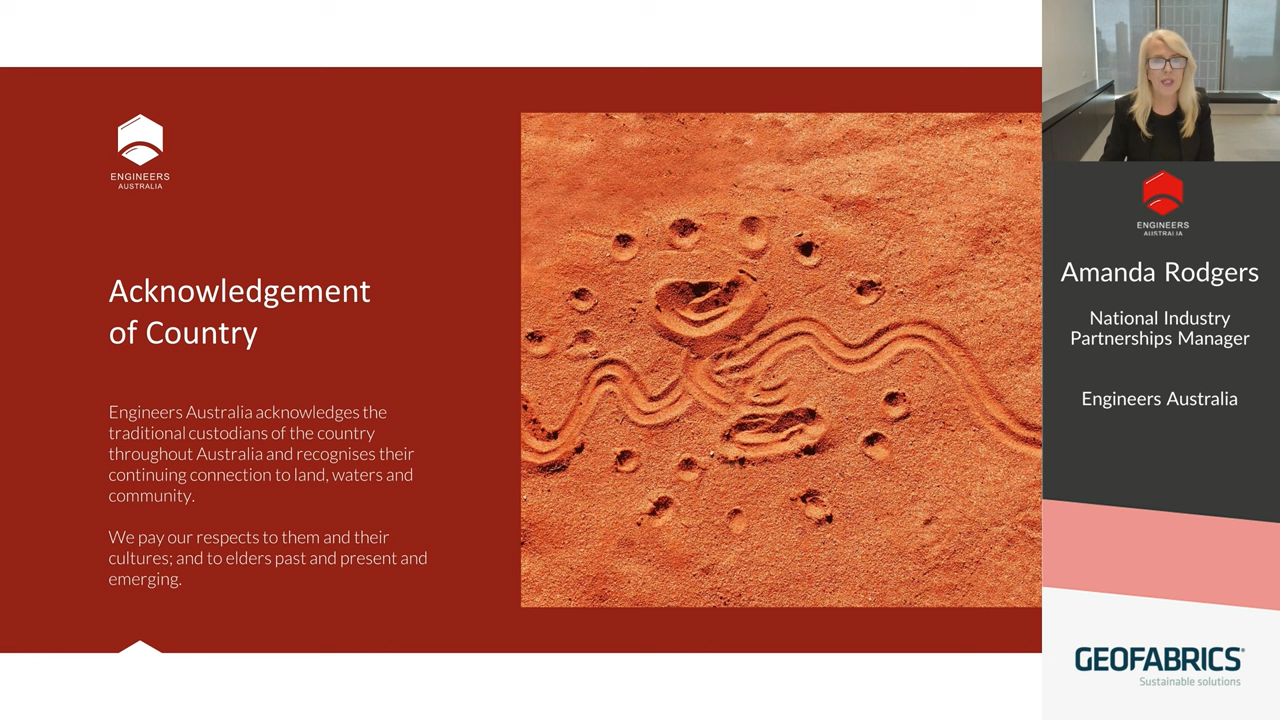 ENGINEERS
AUSTRALIA
Acknowledgement
of Country
Engineers Australia acknowledges the
traditional custodians of the country
throughout Australia and recognises their
continuing connection to land, waters and
community.
We pay our respects to them and their
cultures; and to elders past and present and
emerging.
ENGINEERS
AUSTRALIA
Amanda Rodgers
National Industry
Partnerships Manager
Engineers Australia
GEOFABRICS®
Sustainable solutions